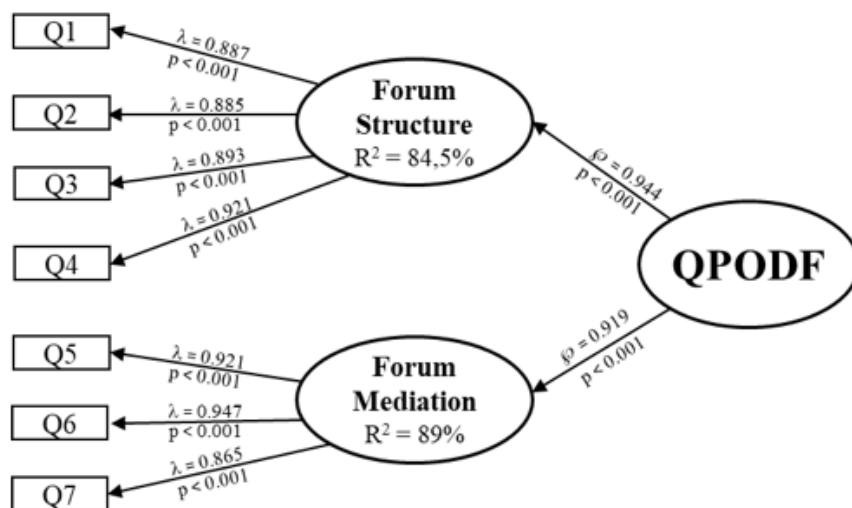 Q1
λ = 0.887
p < 0.001
Q2
λ = 0.885
p < 0.001
Q3
λ = 0.893
p < 0.001
Q4
λ = 0.921
p < 0.001
Forum
Structure
R² = 84,5%
℘ = 0.944
p < 0.001
QPODF
℘ = 0.919
p < 0.001
Q5
λ = 0.921
p < 0.001
Q6
λ = 0.947
p < 0.001
Q7
λ = 0.865
p < 0.001
Forum
Mediation
R² = 89%